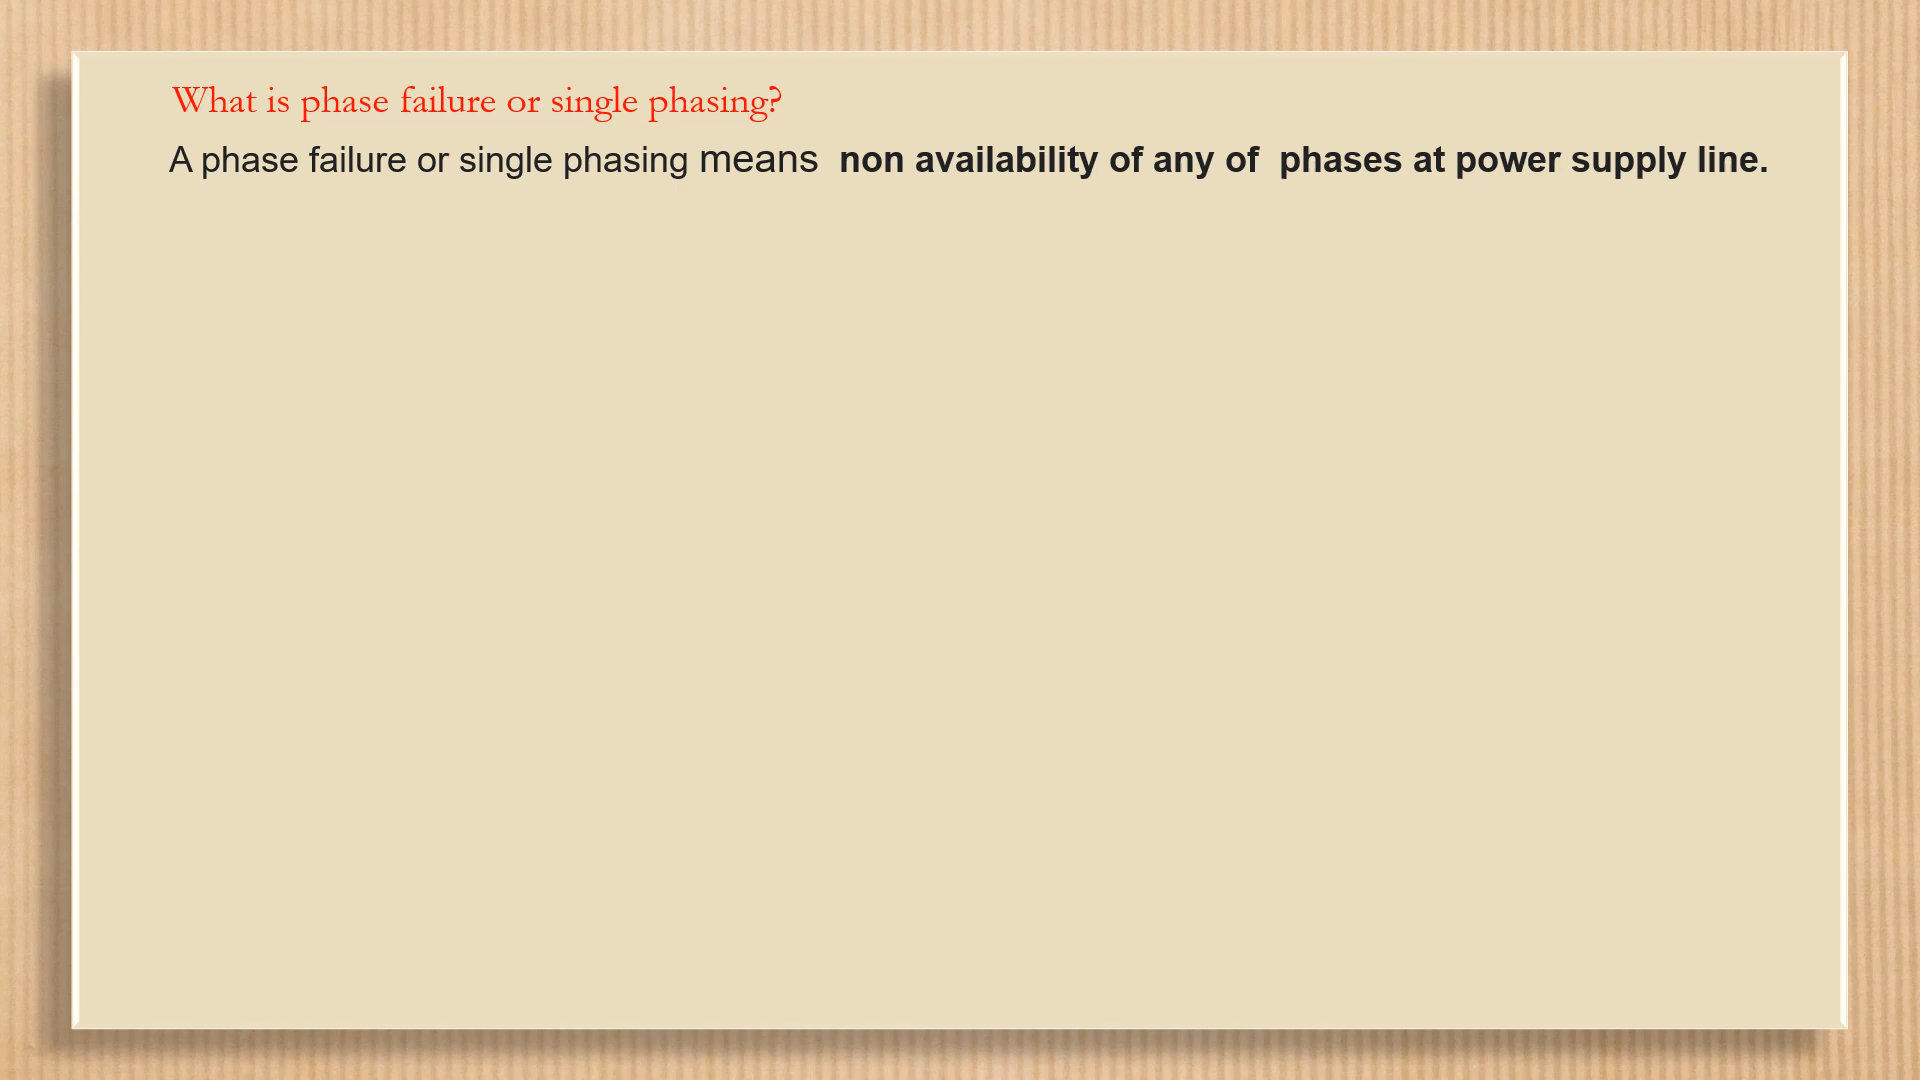 What is phase failure or single phasing?
A phase failure or single phasing means  non availability of any of  phases at power supply line.